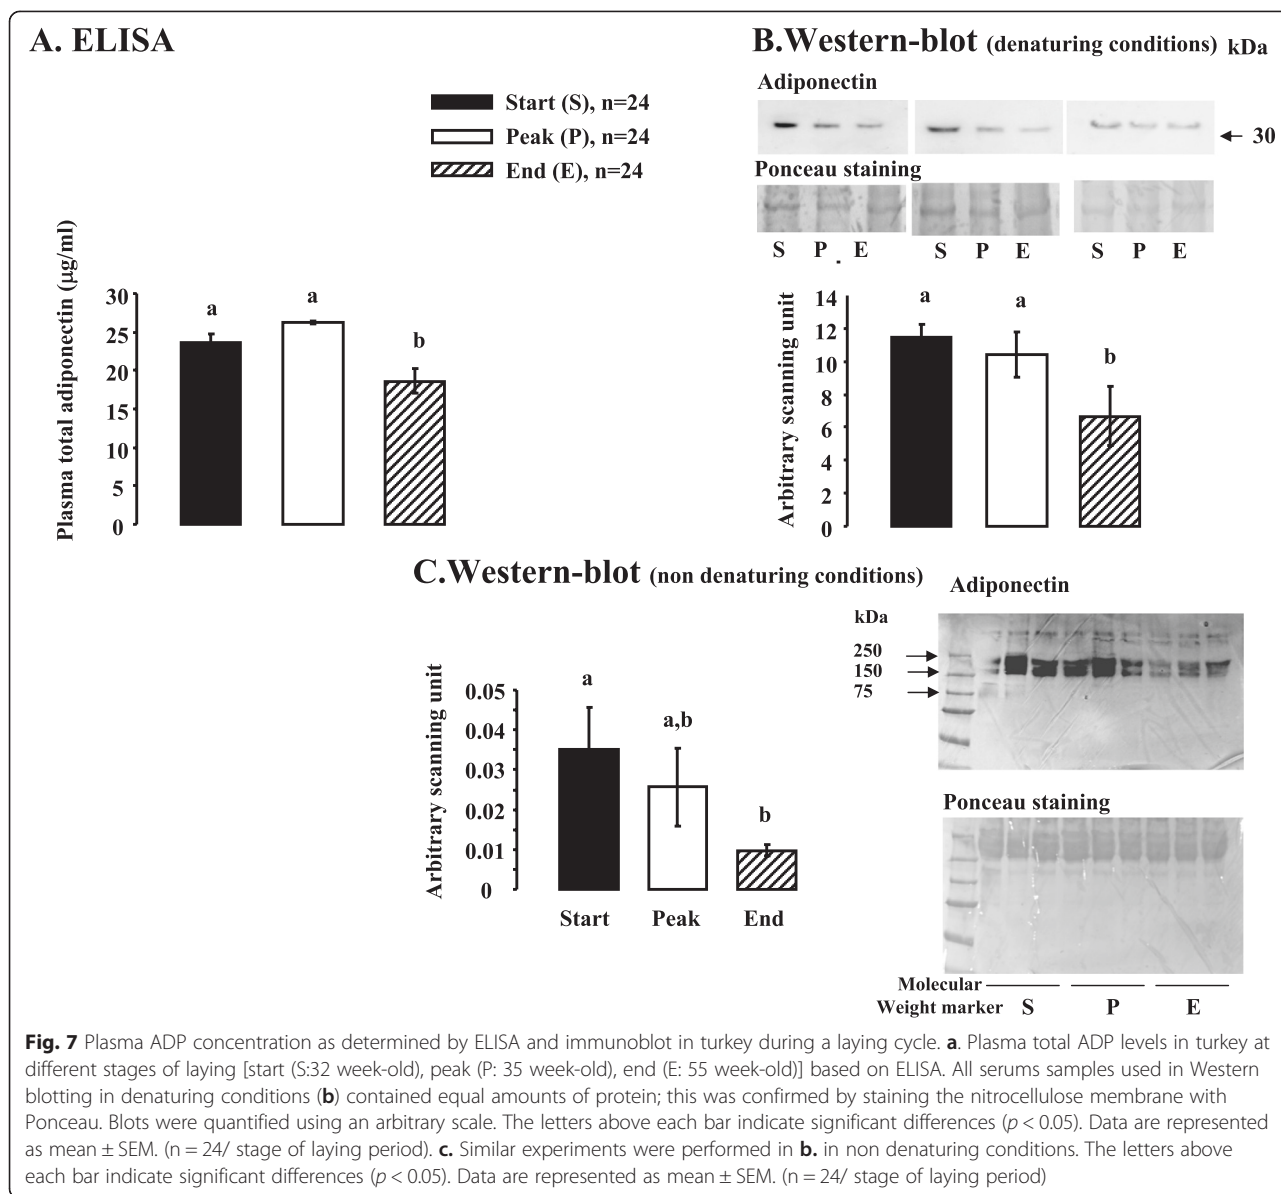 A. ELISA
Start (S), n=24
Peak (P), n=24
End (E), n=24
Plasma total adiponectin (μg/ml)
30
25
20
15
10
5
0
a
a
b
B.Western-blot (denaturing conditions) kDa
Adiponectin
30
Ponceau staining
S P E S P E S P E
Arbitrary scanning unit
14
12
10
8
6
4
2
0
a
a
b
C.Western-blot (non denaturing conditions)
Arbitrary scanning unit
0.05
0.04
0.03
0.02
0.01
0
a
a,b
b
Start Peak End
Adiponectin
kDa
250
150
75
Ponceau staining
Molecular
Weight marker S P E
Fig. 7 Plasma ADP concentration as determined by ELISA and immunoblot in turkey during a laying cycle. a. Plasma total ADP levels in turkey at
different stages of laying [start (S:32 week-old), peak (P: 35 week-old), end (E: 55 week-old)] based on ELISA. All serums samples used in Western
blotting in denaturing conditions (b) contained equal amounts of protein; this was confirmed by staining the nitrocellulose membrane with
Ponceau. Blots were quantified using an arbitrary scale. The letters above each bar indicate significant differences (p < 0.05). Data are represented
as mean ± SEM. (n = 24/ stage of laying period). c. Similar experiments were performed in b. in non denaturing conditions. The letters above
each bar indicate significant differences (p < 0.05). Data are represented as mean ± SEM. (n = 24/ stage of laying period)